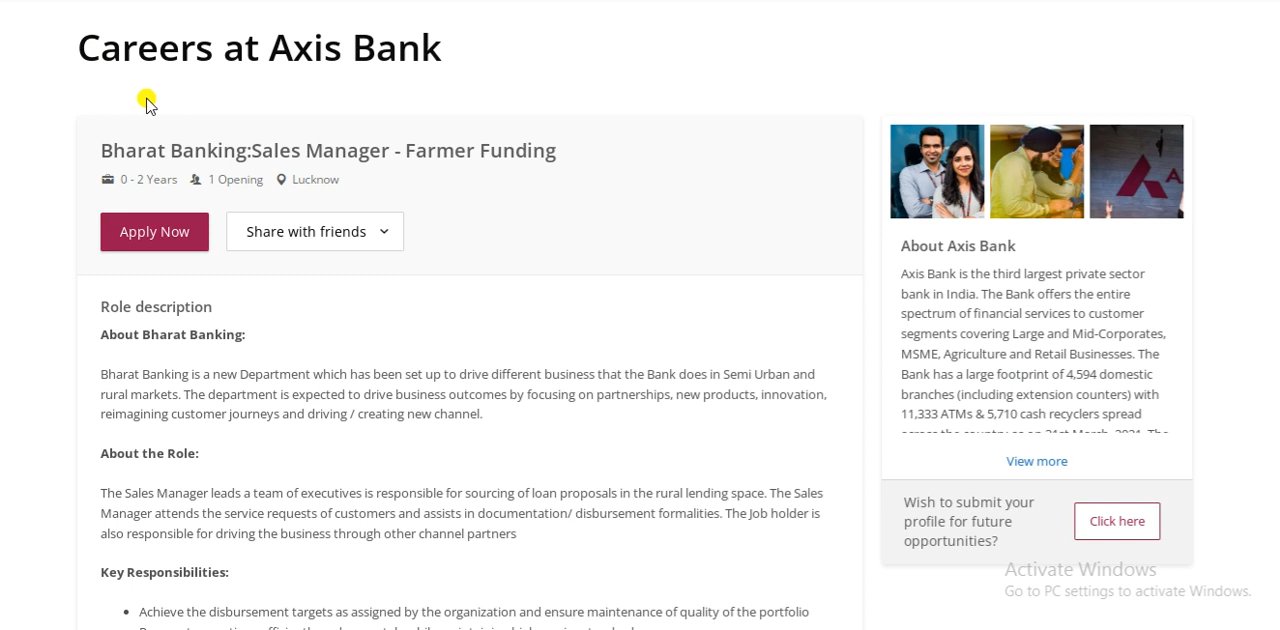 Careers at Axis Bank
Bharat Banking:Sales Manager - Farmer Funding
0 - 2 Years 1 Opening Lucknow
Apply Now Share with friends
Role description
About Bharat Banking:
Bharat Banking is a new Department which has been set up to drive different business that the Bank does in Semi Urban and
rural markets. The department is expected to drive business outcomes by focusing on partnerships, new products, innovation,
reimagining customer journeys and driving / creating new channel.
About the Role:
The Sales Manager leads a team of executives is responsible for sourcing of loan proposals in the rural lending space. The Sales
Manager attends the service requests of customers and assists in documentation/ disbursement formalities. The Job holder is
also responsible for driving the business through other channel partners
Key Responsibilities:
• Achieve the disbursement targets as assigned by the organization and ensure maintenance of quality of the portfolio
About Axis Bank
Axis Bank is the third largest private sector
bank in India. The Bank offers the entire
spectrum of financial services to customer
segments covering Large and Mid-Corporates,
MSME, Agriculture and Retail Businesses. The
Bank has a large footprint of 4,594 domestic
branches (including extension counters) with
11,333 ATMs & 5,710 cash recyclers spread
across the country as on 31st March, 2021. The
View more
Wish to submit your
profile for future
opportunities?
Click here
Activate Windows
Go to PC settings to activate Windows.